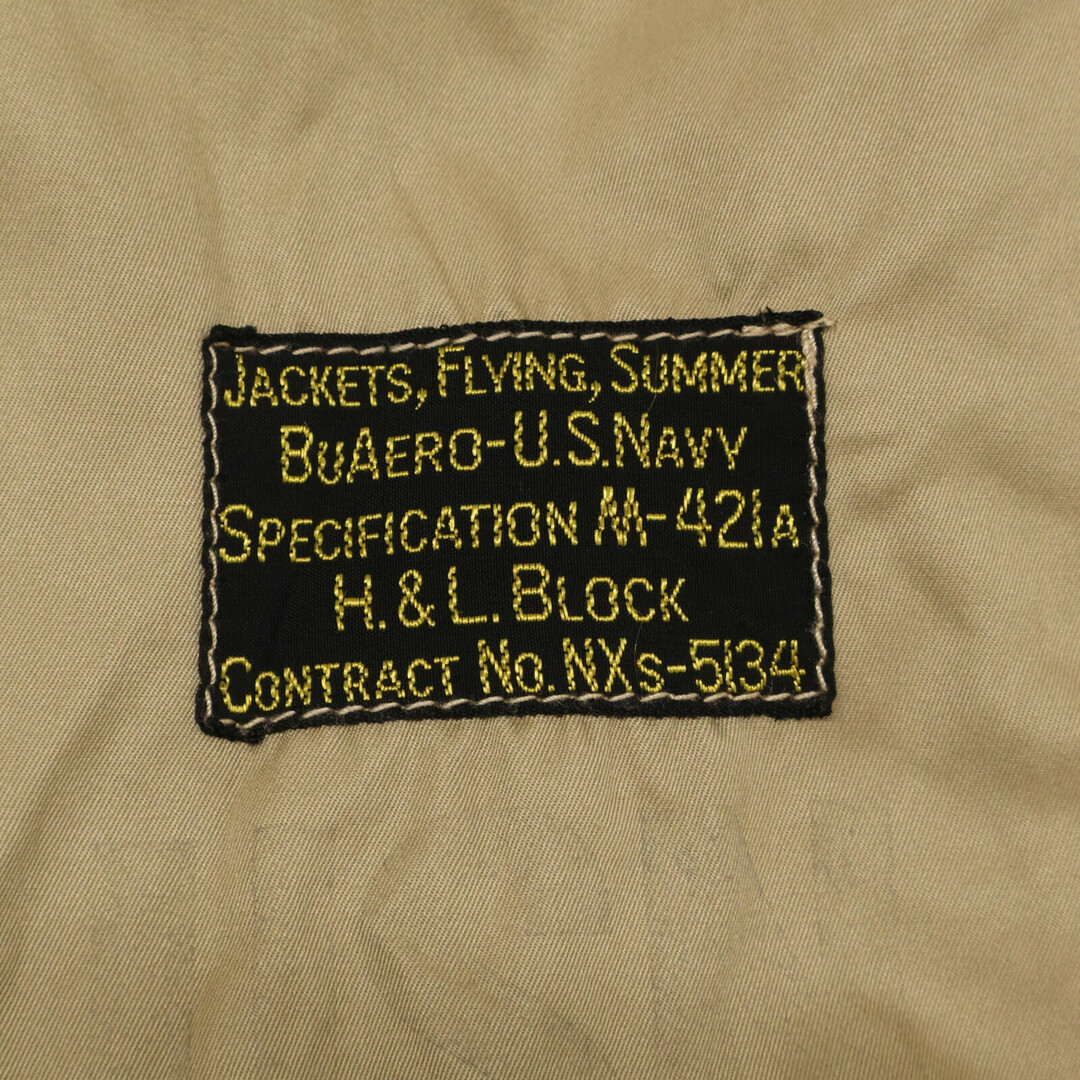 Jackets, Flying, Summer
BuAero-U.S.Navy
Specification M-421A
H. & L. Block
Contract No. NXs-5134